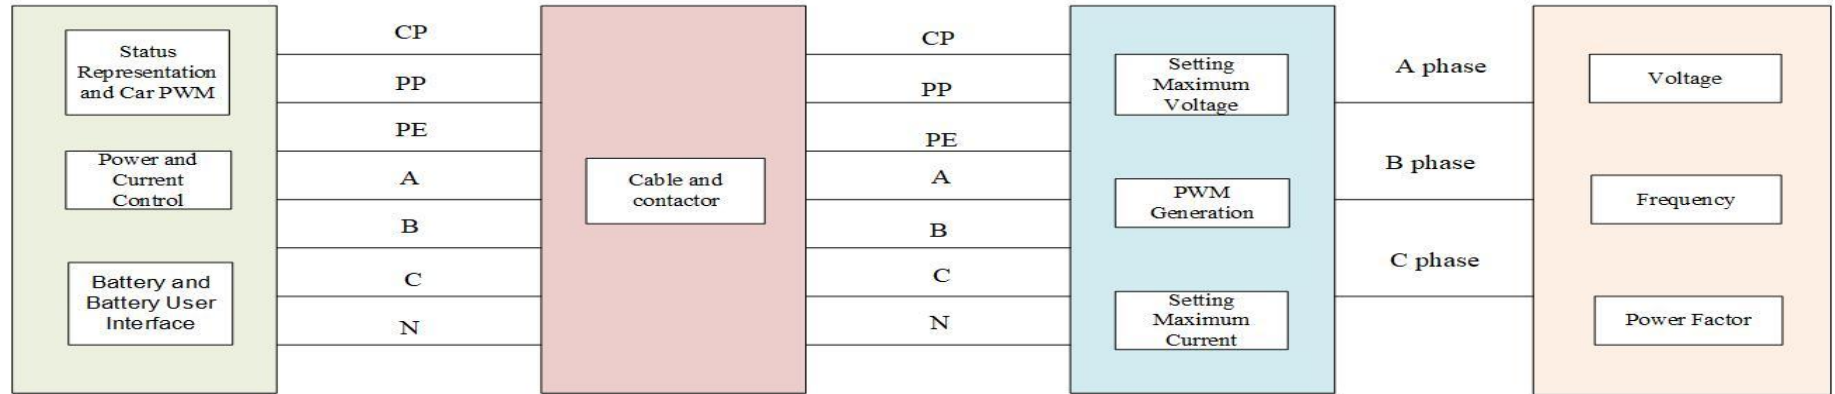 Status
Representation
and Car PWM
Power and
Current
Control
Battery and
Battery User
Interface
CP
PP
PE
A
B
C
N
Cable and
contactor
CP
PP
PE
A
B
C
N
Setting
Maximum
Voltage
PWM
Generation
Setting
Maximum
Current
A phase
B phase
C phase
Voltage
Frequency
Power Factor